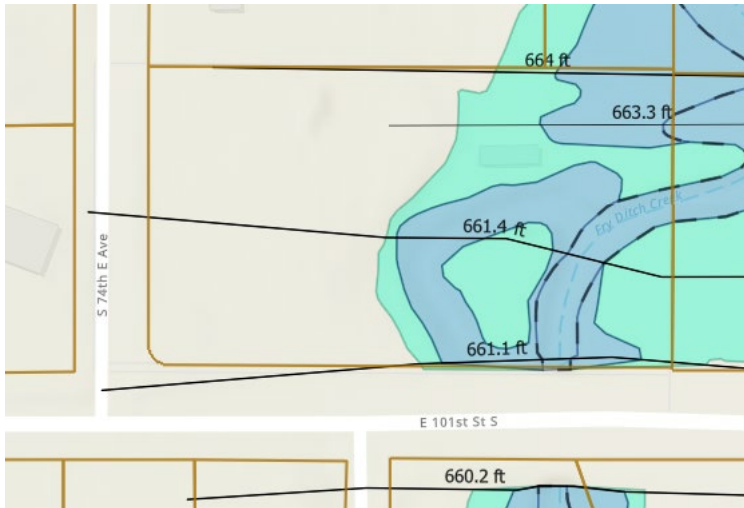 664 ft
663.3 ft
Fry Ditch Creek
661.4 ft
S 74th E Ave
661.1 ft
E 101st St S
660.2 ft